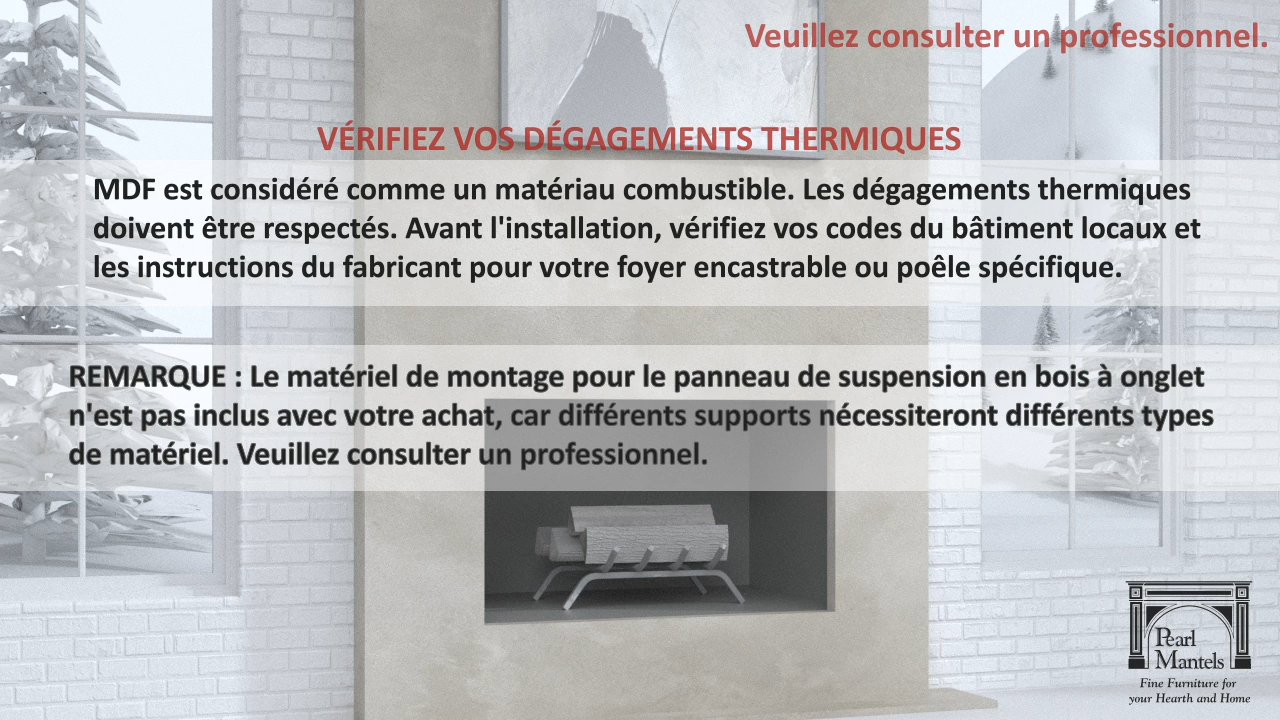 Veuillez consulter un professionnel.
VÉRIFIEZ VOS DÉGAGEMENTS THERMIQUES
MDF est considéré comme un matériau combustible. Les dégagements thermiques
doivent être respectés. Avant l'installation, vérifiez vos codes du bâtiment locaux et
les instructions du fabricant pour votre foyer encastrable ou poêle spécifique.
REMARQUE : Le matériel de montage pour le panneau de suspension en bois à onglet
n'est pas inclus avec votre achat, car différents supports nécessiteront différents types
de matériel. Veuillez consulter un professionnel.
Pearl
Mantels
Fine Furniture for
your Hearth and Home